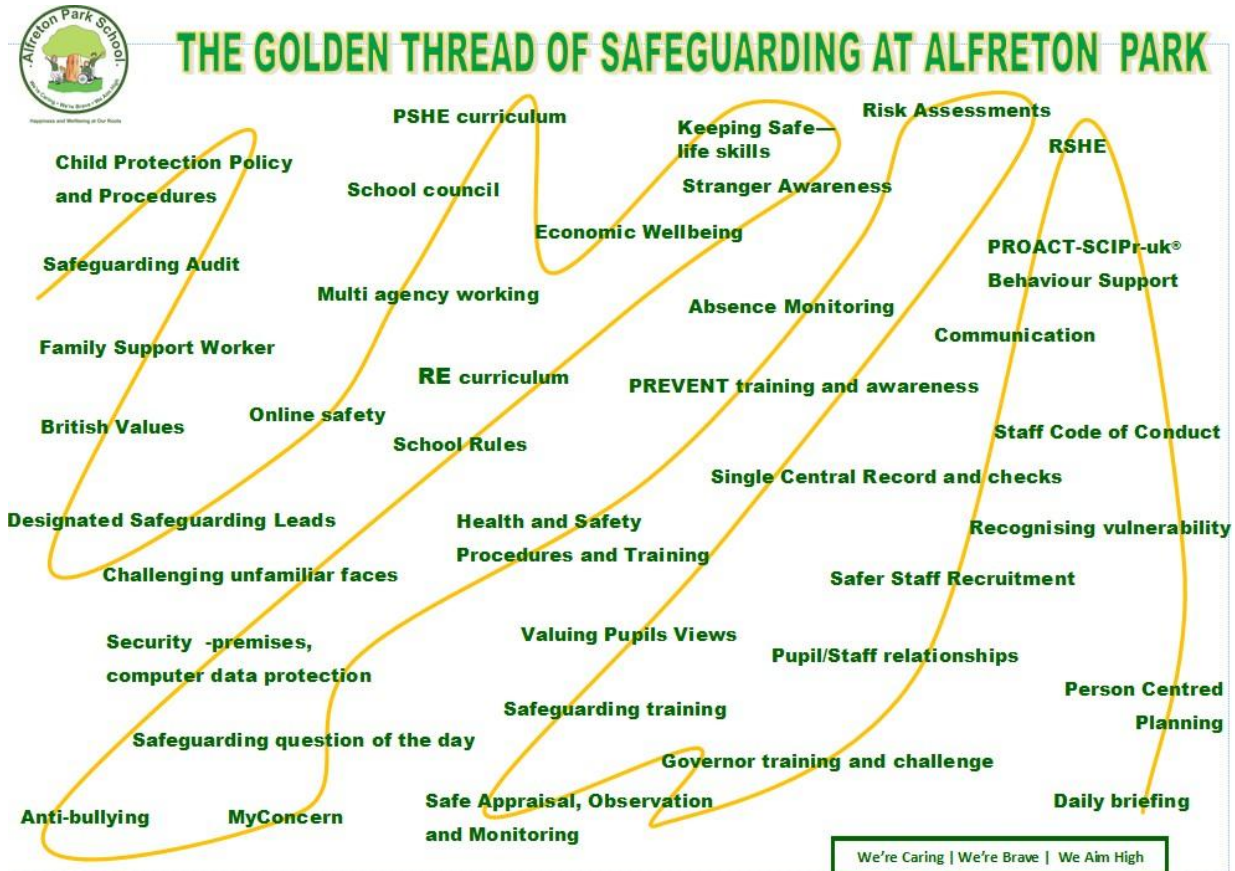 Alfreton Park School
We're Caring • We're Brave • We Aim High
Happiness and Wellbeing at Our Roots
THE GOLDEN THREAD OF SAFEGUARDING AT ALFRETON PARK
Child Protection Policy
and Procedures
Safeguarding Audit
Family Support Worker
British Values
Designated Safeguarding Leads
Challenging unfamiliar faces
Security -premises,
computer data protection
Safeguarding question of the day
Anti-bullying
MyConcern
PSHE curriculum
School council
Multi agency working
Online safety
RE curriculum
School Rules
Economic Wellbeing
Keeping Safe—
life skills
Stranger Awareness
Health and Safety
Procedures and Training
Valuing Pupils Views
Safeguarding training
Safe Appraisal, Observation
and Monitoring
Risk Assessments
Absence Monitoring
PREVENT training and awareness
Single Central Record and checks
Safer Staff Recruitment
Pupil/Staff relationships
Governor training and challenge
RSHE
PROACT-SCIPr-uk®
Behaviour Support
Communication
Staff Code of Conduct
Recognising vulnerability
Person Centred
Planning
Daily briefing
We're Caring | We're Brave | We Aim High